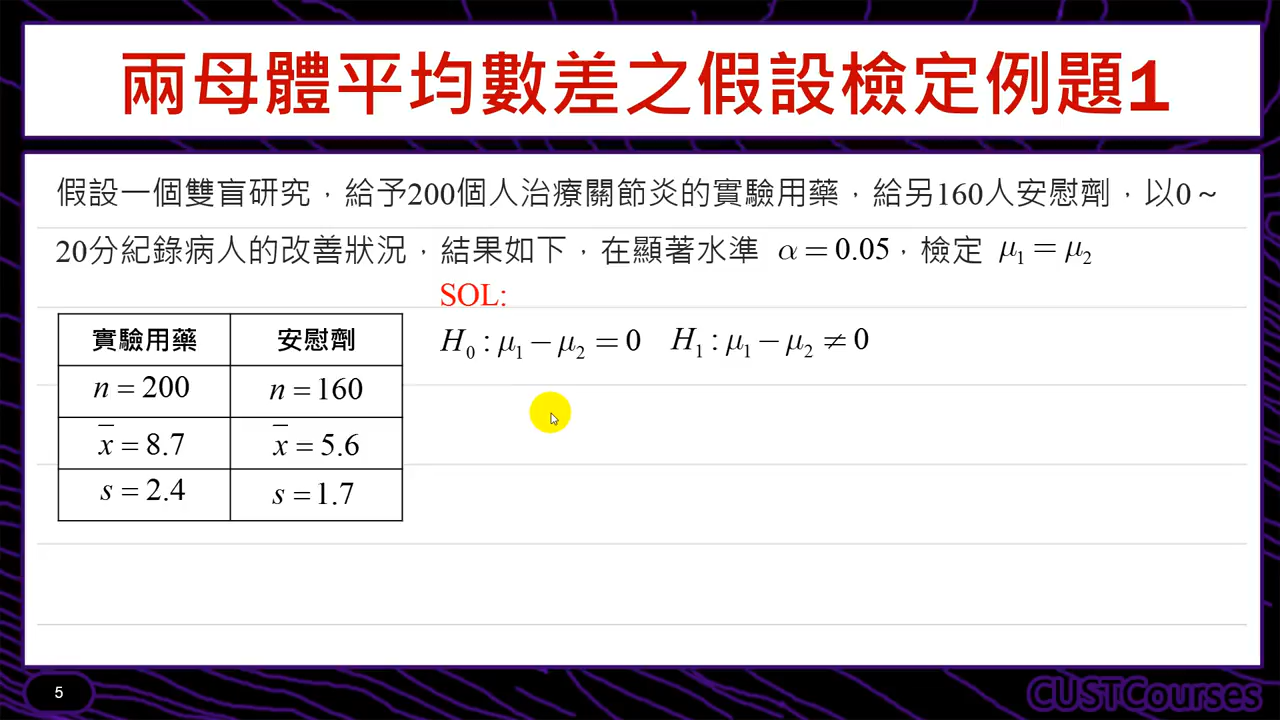 兩母體平均數差之假設檢定例題1
假設一個雙盲研究，給予200個人治療關節炎的實驗用藥，給另160人安慰劑，以0～
20分紀錄病人的改善狀況，結果如下，在顯著水準 α = 0.05，檢定 μ₁ = μ₂
SOL:
H₀ : μ₁ − μ₂ = 0 H₁ : μ₁ − μ₂ ≠ 0
實驗用藥 安慰劑
n = 200 n = 160
x̄ = 8.7 x̄ = 5.6
s = 2.4 s = 1.7
5
CUSTCourses